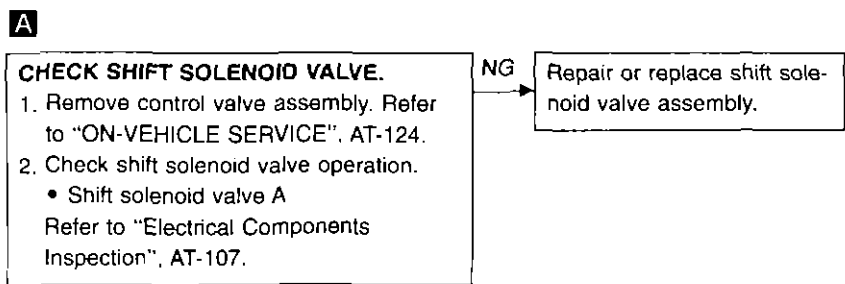 A
CHECK SHIFT SOLENOID VALVE.
1. Remove control valve assembly. Refer
to "ON-VEHICLE SERVICE", AT-124.
2. Check shift solenoid valve operation.
• Shift solenoid valve A
Refer to "Electrical Components
Inspection", AT-107.
NG
Repair or replace shift sole-
noid valve assembly.